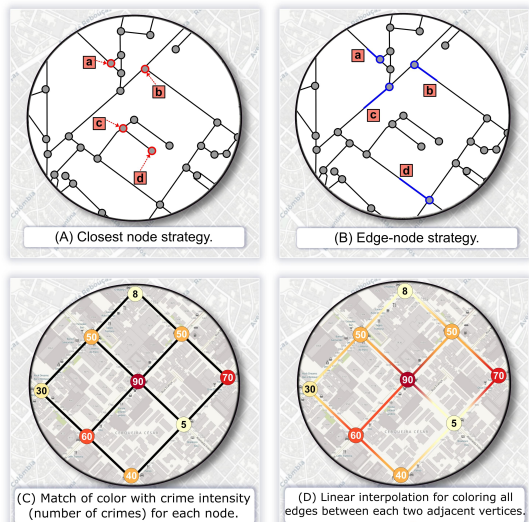 a
b
c
d
(A) Closest node strategy.
a
b
c
d
(B) Edge-node strategy.
8
50
50
30
90
70
60
5
40
(C) Match of color with crime intensity
(number of crimes) for each node.
8
50
50
30
90
70
60
5
40
(D) Linear interpolation for coloring all
edges between each two adjacent vertices.